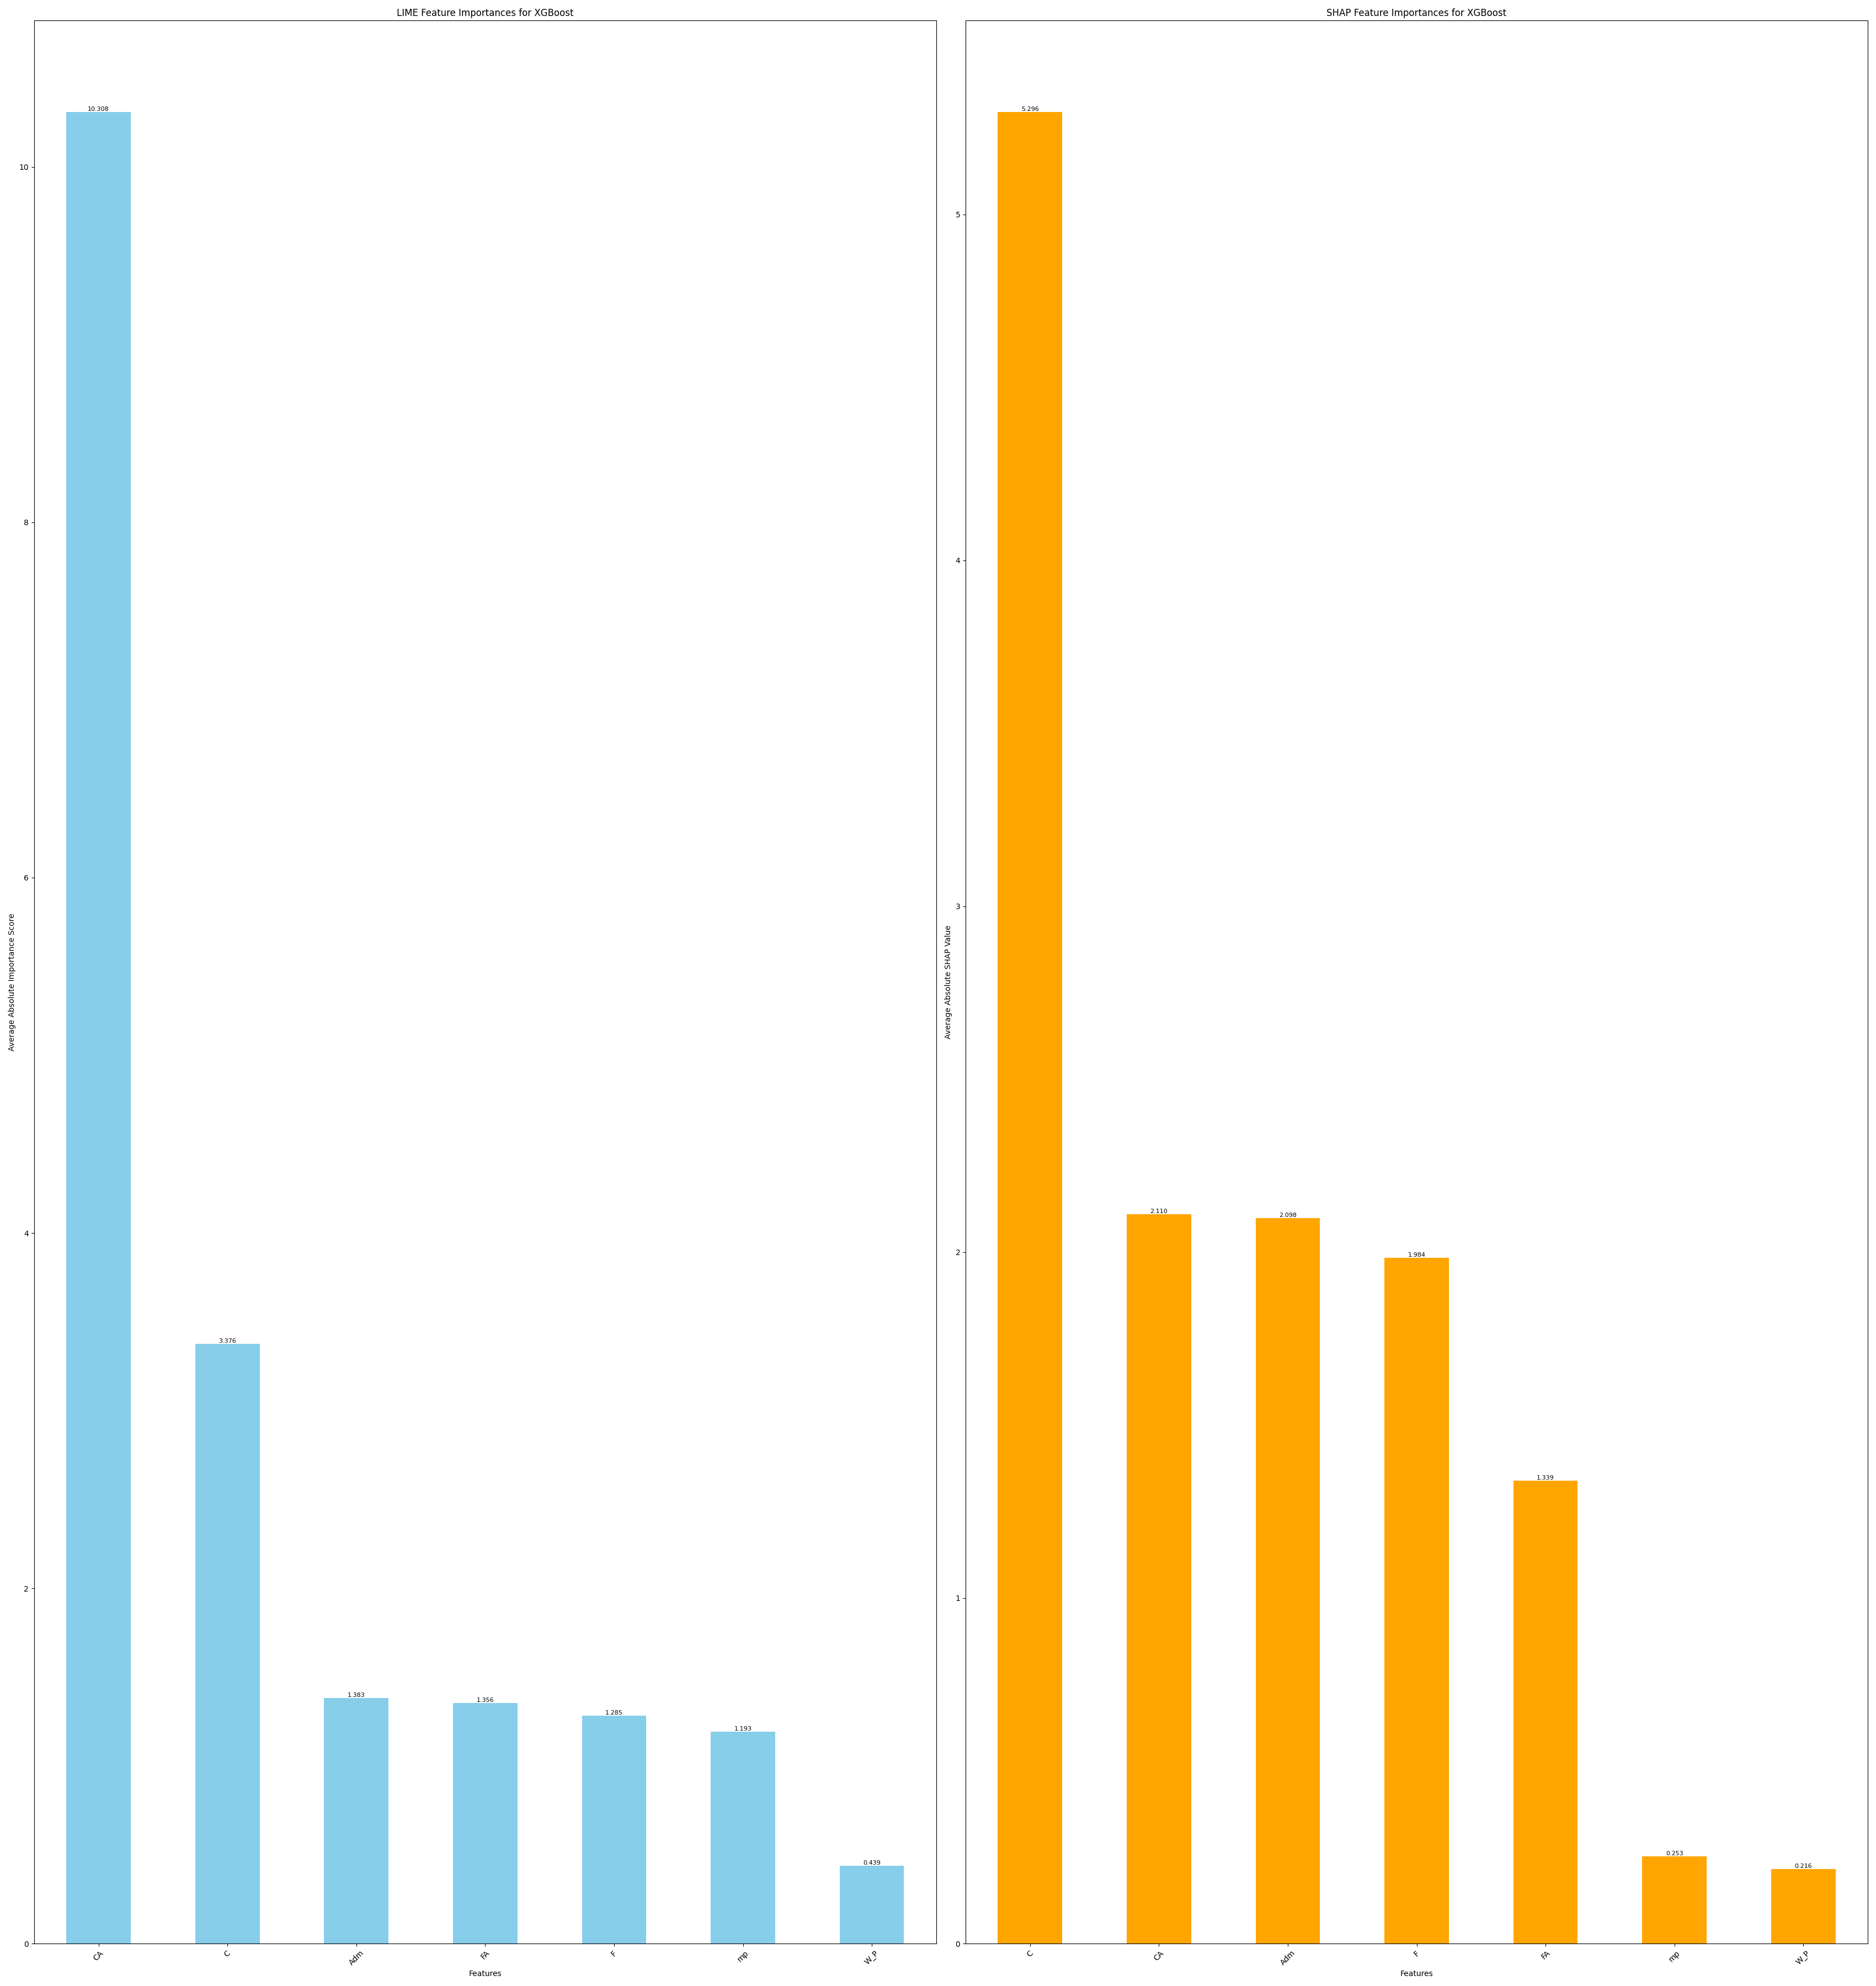 LIME Feature Importances for XGBoost
Average Absolute Importance Score
10
8
6
4
2
0
10.308
3.376
1.383
1.356
1.285
1.193
0.439
CA
C
Adm
FA
F
mp
W_P
Features
SHAP Feature Importances for XGBoost
Average Absolute SHAP Value
5
4
3
2
1
0
5.296
2.110
2.098
1.984
1.339
0.253
0.216
C
CA
Adm
F
FA
mp
W_P
Features